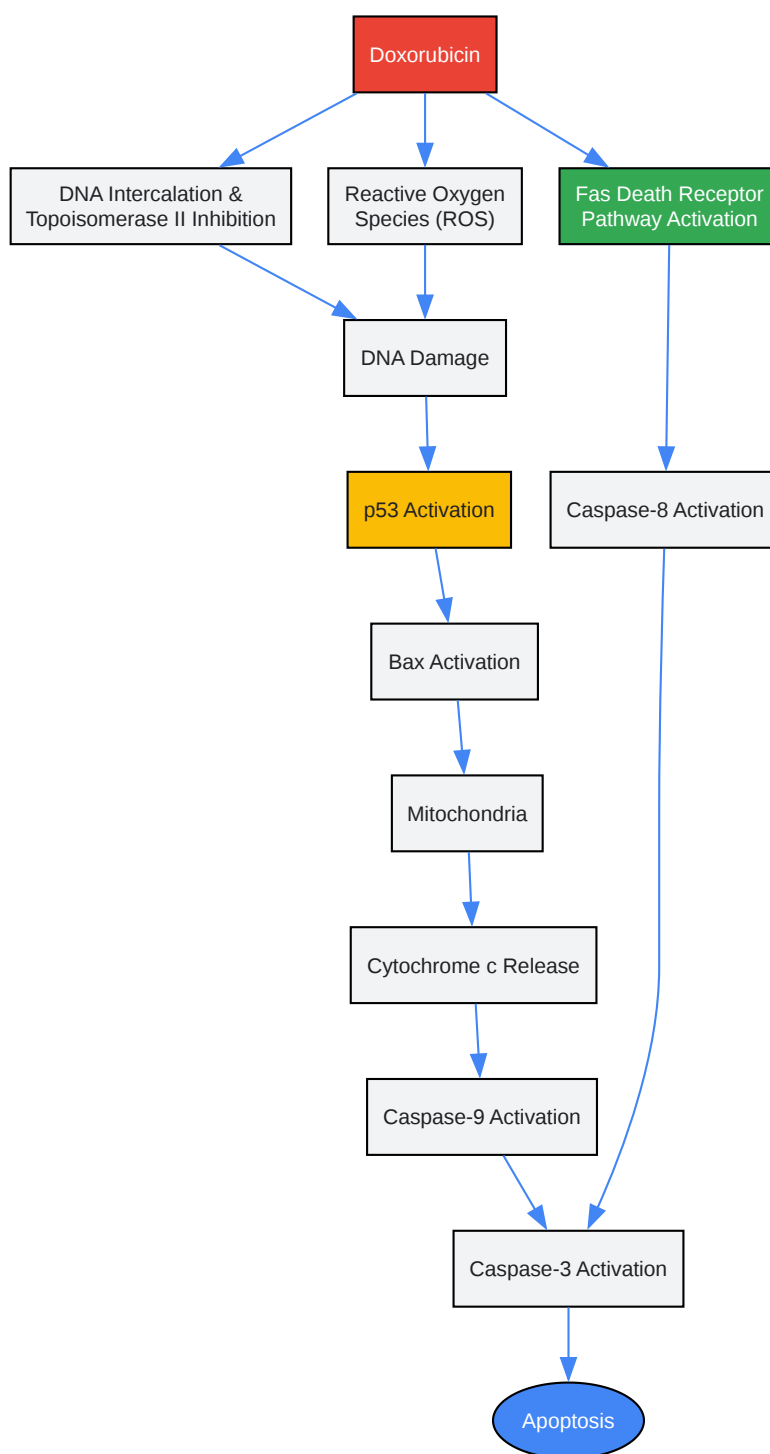 Doxorubicin
DNA Intercalation &
Topoisomerase II Inhibition
Reactive Oxygen
Species (ROS)
Fas Death Receptor
Pathway Activation
DNA Damage
p53 Activation
Caspase-8 Activation
Bax Activation
Mitochondria
Cytochrome c Release
Caspase-9 Activation
Caspase-3 Activation
Apoptosis